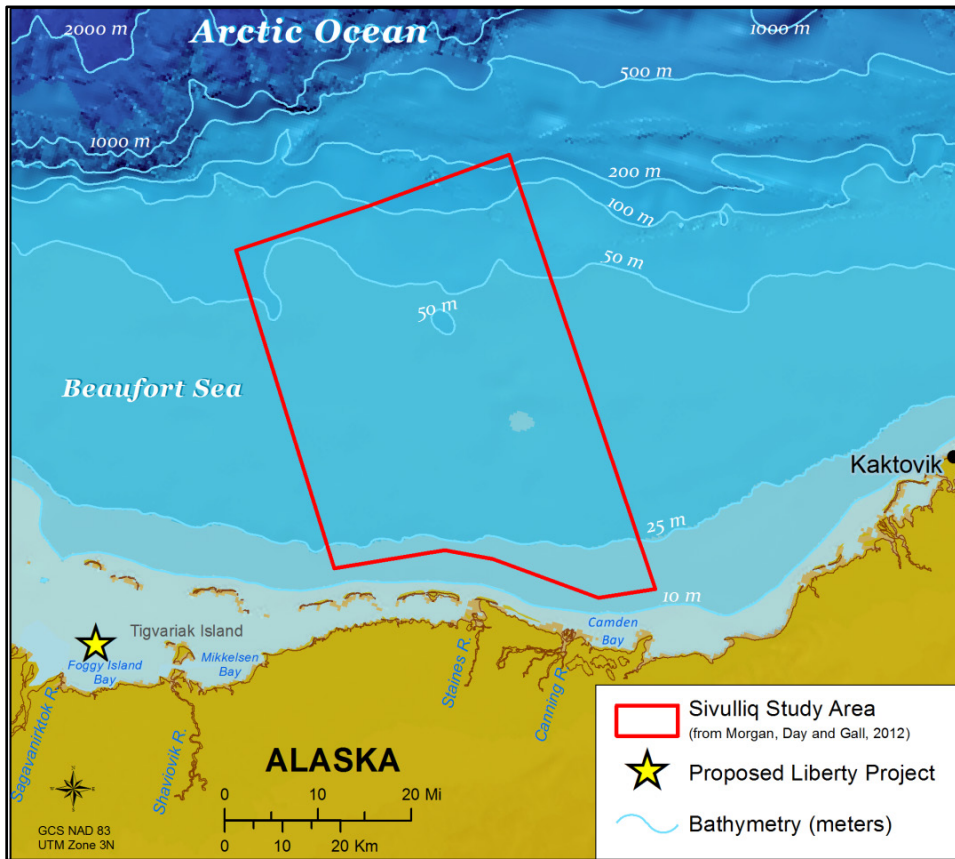 2000 m
Arctic Ocean
1000 m
500 m
1000 m
200 m
100 m
50 m
50 m
Beaufort Sea
Kaktovik
25 m
10 m
Tigvariak Island
Camden
Bay
Foggy Island
Bay
Mikkelsen
Bay
Staines R.
Canning R.
Sagavanirktok R.
Shaviovik R.
ALASKA
0 10 20 Mi
0 10 20 Km
N
W
E
S
GCS NAD 83
UTM Zone 3N
Sivulliq Study Area
(from Morgan, Day and Gall, 2012)
Proposed Liberty Project
Bathymetry (meters)